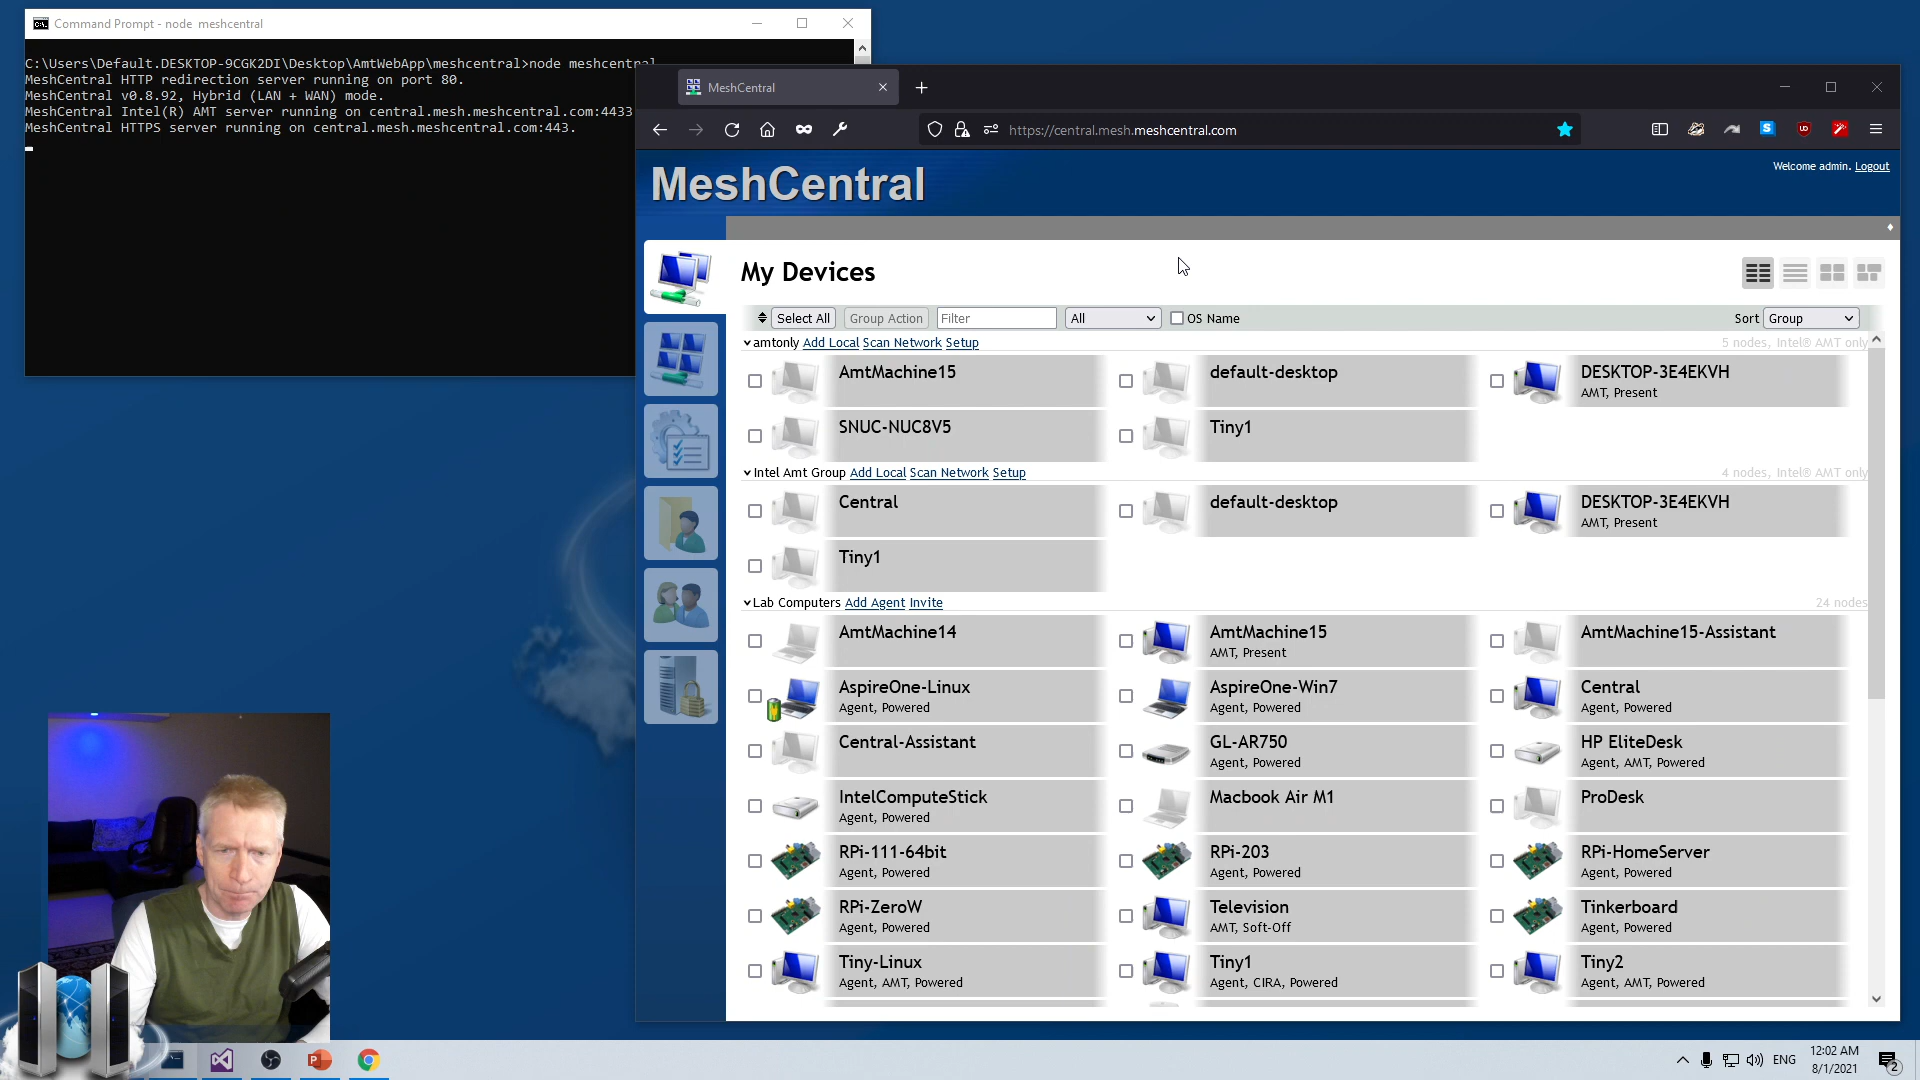 Command Prompt - node meshcentral
C:\Users\Default.DESKTOP-9CGK2DI\Desktop\AmtWebApp\meshcentral>node meshcentral
MeshCentral HTTP redirection server running on port 80.
MeshCentral v0.8.92, Hybrid (LAN + WAN) mode.
MeshCentral Intel(R) AMT server running on central.mesh.meshcentral.com:4433
MeshCentral HTTPS server running on central.mesh.meshcentral.com:443.
MeshCentral
https://central.mesh.meshcentral.com
MeshCentral
Welcome admin. Logout
My Devices
Select All Group Action Filter All OS Name Sort Group
amtonly Add Local Scan Network Setup 5 nodes, Intel® AMT only
AmtMachine15 default-desktop DESKTOP-3E4EKVH
AMT, Present
SNUC-NUC8V5 Tiny1
Intel Amt Group Add Local Scan Network Setup 4 nodes, Intel® AMT only
Central default-desktop DESKTOP-3E4EKVH
AMT, Present
Tiny1
Lab Computers Add Agent Invite 24 nodes
AmtMachine14 AmtMachine15 AmtMachine15-Assistant
AMT, Present
AspireOne-Linux AspireOne-Win7 Central
Agent, Powered Agent, Powered Agent, Powered
Central-Assistant GL-AR750 HP EliteDesk
Agent, Powered Agent, AMT, Powered
IntelComputeStick Macbook Air M1 ProDesk
Agent, Powered
RPi-111-64bit RPi-203 RPi-HomeServer
Agent, Powered Agent, Powered Agent, Powered
RPi-ZeroW Television Tinkerboard
Agent, Powered AMT, Soft-Off Agent, Powered
Tiny-Linux Tiny1 Tiny2
Agent, AMT, Powered Agent, CIRA, Powered Agent, AMT, Powered
ENG
12:02 AM
8/1/2021
2